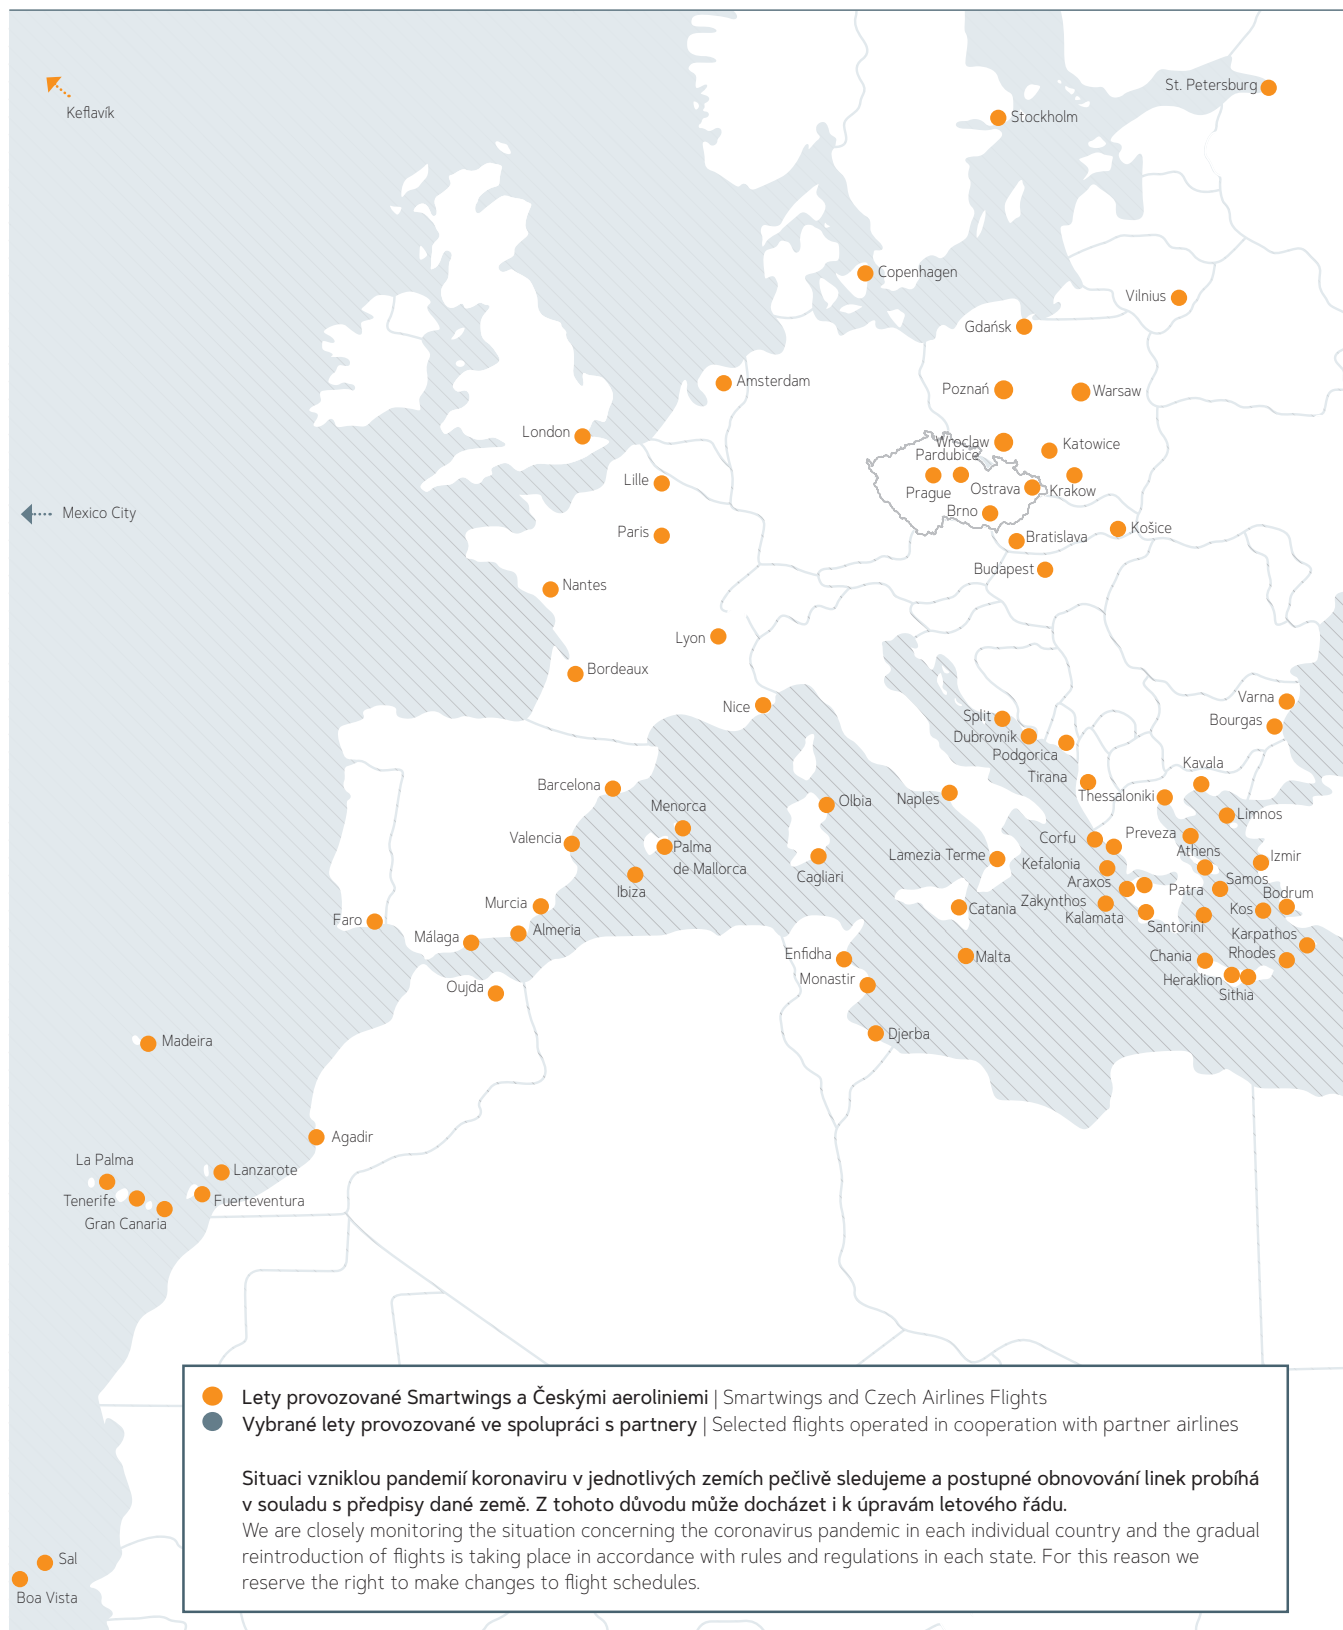 St. Petersburg
Keflavík
Stockholm
Copenhagen
Vilnius
Gdańsk
Amsterdam
Poznań
Warsaw
London
Wroclaw
Katowice
Pardubice
Lille
Prague
Ostrava
Krakow
Mexico City
Brno
Paris
Košice
Bratislava
Budapest
Nantes
Lyon
Bordeaux
Varna
Nice
Split
Bourgas
Dubrovnik
Podgorica
Kavala
Tirana
Barcelona
Thessaloniki
Menorca
Olbia
Naples
Limnos
Valencia
Corfu
Preveza
Palma
de Mallorca
Athens
Lamezia Terme
Izmir
Kefalonia
Cagliari
Araxos
Samos
Ibiza
Patra
Bodrum
Murcia
Zakynthos
Catania
Kos
Faro
Kalamata
Almeria
Santorini
Málaga
Karpathos
Enfidha
Malta
Chania
Rhodes
Monastir
Heraklion
Oujda
Sithia
Djerba
Madeira
Agadir
La Palma
Lanzarote
Tenerife
Fuerteventura
Gran Canaria
Lety provozované Smartwings a Českými aeroliniemi | Smartwings and Czech Airlines Flights
Vybrané lety provozované ve spolupráci s partnery | Selected flights operated in cooperation with partner airlines
Situaci vzniklou pandemií koronaviru v jednotlivých zemích pečlivě sledujeme a postupné obnovování linek probíhá
v souladu s předpisy dané země. Z tohoto důvodu může docházet i k úpravám letového řádu.
We are closely monitoring the situation concerning the coronavirus pandemic in each individual country and the gradual
reintroduction of flights is taking place in accordance with rules and regulations in each state. For this reason we
reserve the right to make changes to flight schedules.
Sal
Boa Vista